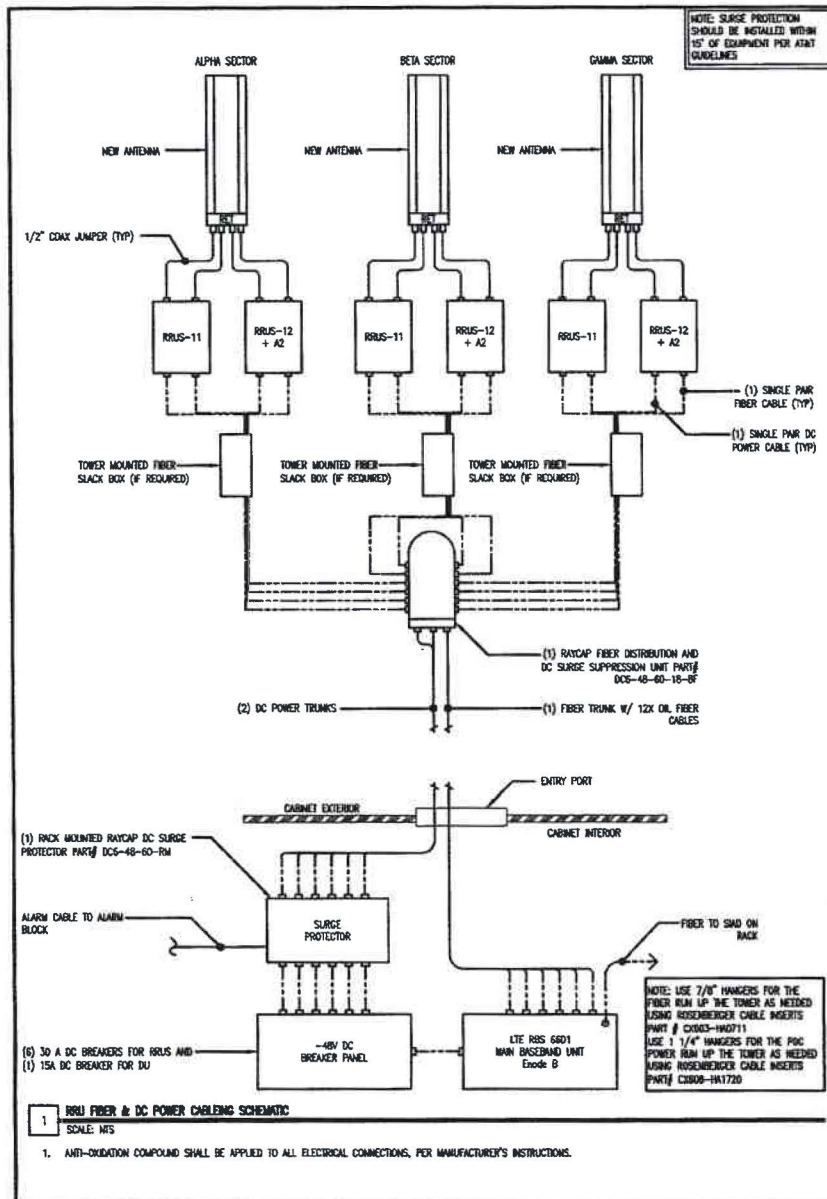 NOTE: SURGE PROTECTION
SHOULD BE INSTALLED WITHIN
15' OF EQUIPMENT PER AT&T
GUIDELINES
ALPHA SECTOR
BETA SECTOR
GAMMA SECTOR
NEW ANTENNA
NEW ANTENNA
NEW ANTENNA
RET
RET
RET
1/2" COAX JUMPER (TYP)
RRUS-11
RRUS-12
+ A2
RRUS-11
RRUS-12
+ A2
RRUS-11
RRUS-12
+ A2
(1) SINGLE PAIR
FIBER CABLE (TYP)
(1) SINGLE PAIR DC
POWER CABLE (TYP)
TOWER MOUNTED FIBER
SLACK BOX (IF REQUIRED)
TOWER MOUNTED FIBER
SLACK BOX (IF REQUIRED)
TOWER MOUNTED FIBER
SLACK BOX (IF REQUIRED)
(1) RAYCAP FIBER DISTRIBUTION AND
DC SURGE SUPPRESSION UNIT PART#
DC6-48-60-18-8F
(2) DC POWER TRUNKS
(1) FIBER TRUNK W/ 12X OIL FIBER
CABLES
ENTRY PORT
CABINET EXTERIOR
CABINET INTERIOR
(1) RACK MOUNTED RAYCAP DC SURGE
PROTECTOR PART# DC6-48-60-RM
SURGE
PROTECTOR
ALARM CABLE TO ALARM
BLOCK
FIBER TO SIAD ON
RACK
NOTE: USE 7/8" HANGERS FOR THE
FIBER RUN UP THE TOWER AS NEEDED
USING ROSENBERGER CABLE INSERTS
PART # CX603-HA0711
USE 1 1/4" HANGERS FOR THE PDC
POWER RUN UP THE TOWER AS NEEDED
USING ROSENBERGER CABLE INSERTS
PART# CX608-HA1720
(6) 30 A DC BREAKERS FOR RRUS AND
(1) 15A DC BREAKER FOR DU
-48V DC
BREAKER PANEL
LTE RBS 6601
MAIN BASEBAND UNIT
Enode B
1 RRU FIBER & DC POWER CABLEING SCHEMATIC
SCALE: NTS
1. ANTI-OXIDATION COMPOUND SHALL BE APPLIED TO ALL ELECTRICAL CONNECTIONS, PER MANUFACTURER'S INSTRUCTIONS.